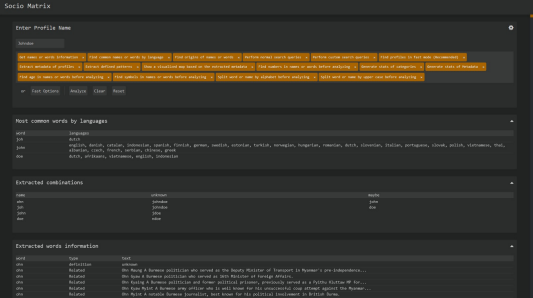 Socio Matrix
Enter Profile Name
johndoe
Get names or words information × Find common names or words by language × Find origins of names or words × Perform normal search queries × Perform custom search queries × Find profiles in fast mode (Recommended) ×
Extract metadata of profiles × Extract defined patterns × Show a visualized map based on the extracted metadata × Find numbers in names or words before analyzing × Generate stats of categories × Generate stats of metadata ×
Find age in names or words before analyzing × Find symbols in names or words before analyzing × Split word or name by alphabet before analyzing × Split word or name by upper case before analyzing ×
or Fast Options Analyze Clear Reset
Most common words by languages
word languages
joh dutch
john english, danish, catalan, indonesian, spanish, finnish, german, swedish, estonian, turkish, norwegian, hungarian, romanian, dutch, slovenian, italian, portuguese, slovak, polish, vietnamese, thai,
albanian, czech, french, serbian, chinese, greek
doe dutch, afrikaans, vietnamese, english, indonesian
Extracted combinations
name unknown maybe
ohn johndoe john
joh johndoe doe
john jdoe
doe ndoe
Extracted words information
word type text
ohn definition unknown
ohn Related Ohn Maung A Burmese politician who served as the Deputy Minister of Transport in Myanmar's pre-independence...
ohn Related Ohn Kyaw A Burmese politician who served as 16th Minister of Foreign Affairs.
ohn Related Ohn Kyaing A Burmese politician and former political prisoner, previously served as a Pyithu Hluttaw MP for...
ohn Related Ohn Kyaw Myint A Burmese army officer who is well known for his unsuccessful coup attempt against the Myanmar...
ohn Related Ohn Myint A notable Burmese journalist, best known for his political involvement in British Burma.